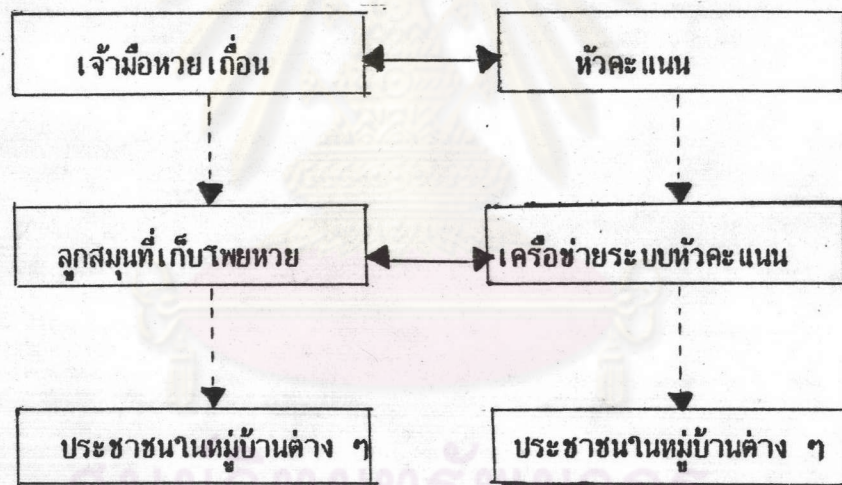 เจ้ามือหวยเถื่อน
หัวคะแนน
ลูกสมุนที่เก็บโพยหวย
เครือข่ายระบบหัวคะแนน
ประชาชนในหมู่บ้านต่าง ๆ
ประชาชนในหมู่บ้านต่าง ๆ